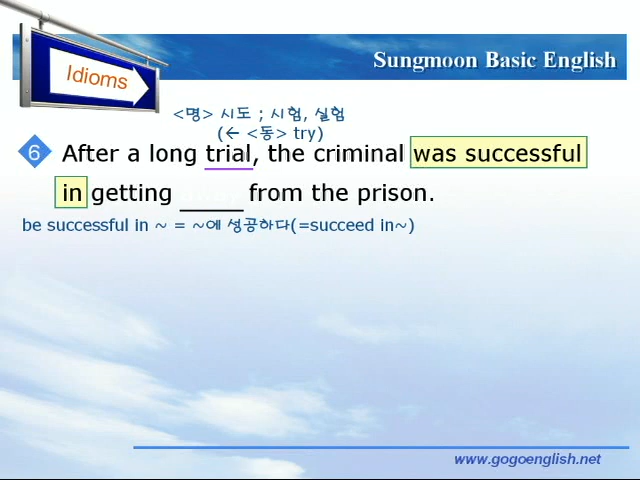 Idioms
Sungmoon Basic English
<명> 시도 ; 시험, 실험
(← <동> try)
6 After a long trial, the criminal was successful
in getting ____ from the prison.
be successful in ~ = ~에 성공하다(=succeed in~)
www.gogoenglish.net